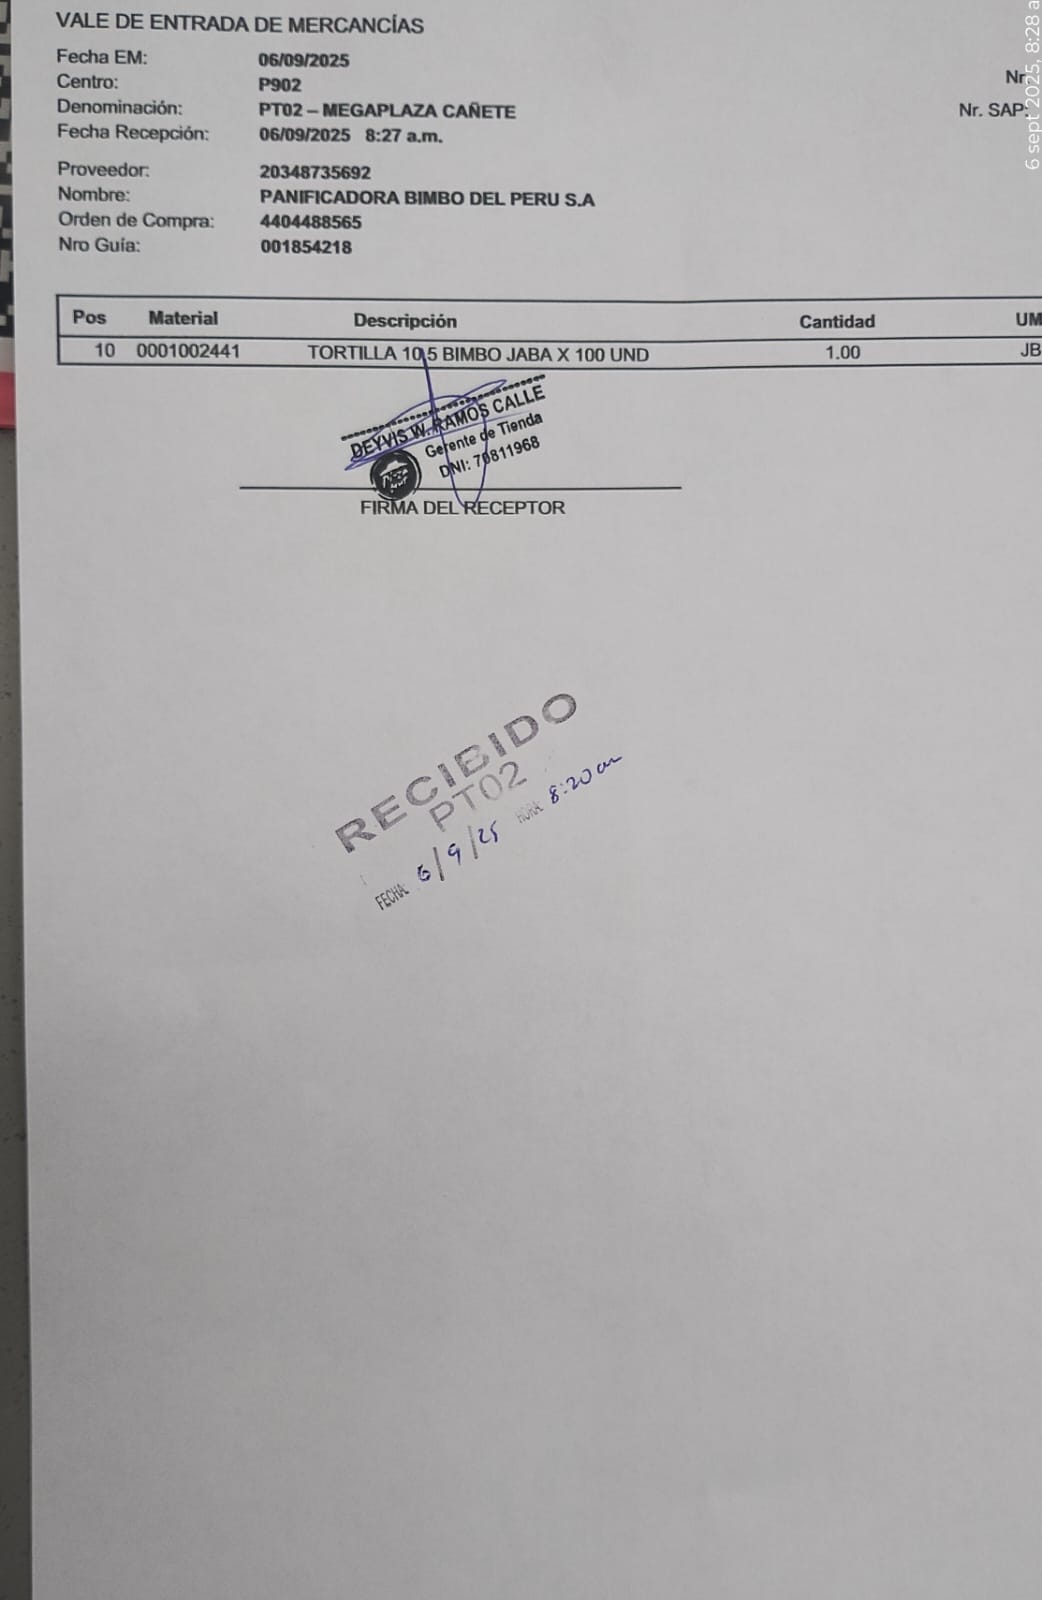 VALE DE ENTRADA DE MERCANCÍAS
Fecha EM: 06/09/2025
Centro: P902
Nr
Denominación: PT02 – MEGAPLAZA CAÑETE
Nr. SAP:
Fecha Recepción: 06/09/2025 8:27 a.m.
Proveedor: 20348735692
Nombre: PANIFICADORA BIMBO DEL PERU S.A
Orden de Compra: 4404488565
Nro Guía: 001854218
Pos Material Descripción Cantidad UM
10 0001002441 TORTILLA 10,5 BIMBO JABA X 100 UND 1.00 JB
DEYVIS W. RAMOS CALLE
Gerente de Tienda
DNI: 70811968
FIRMA DEL RECEPTOR
RECIBIDO
PT02
FECHA: 6/9/25 HORA: 8:20 am
6 sept 2025, 8:28 a